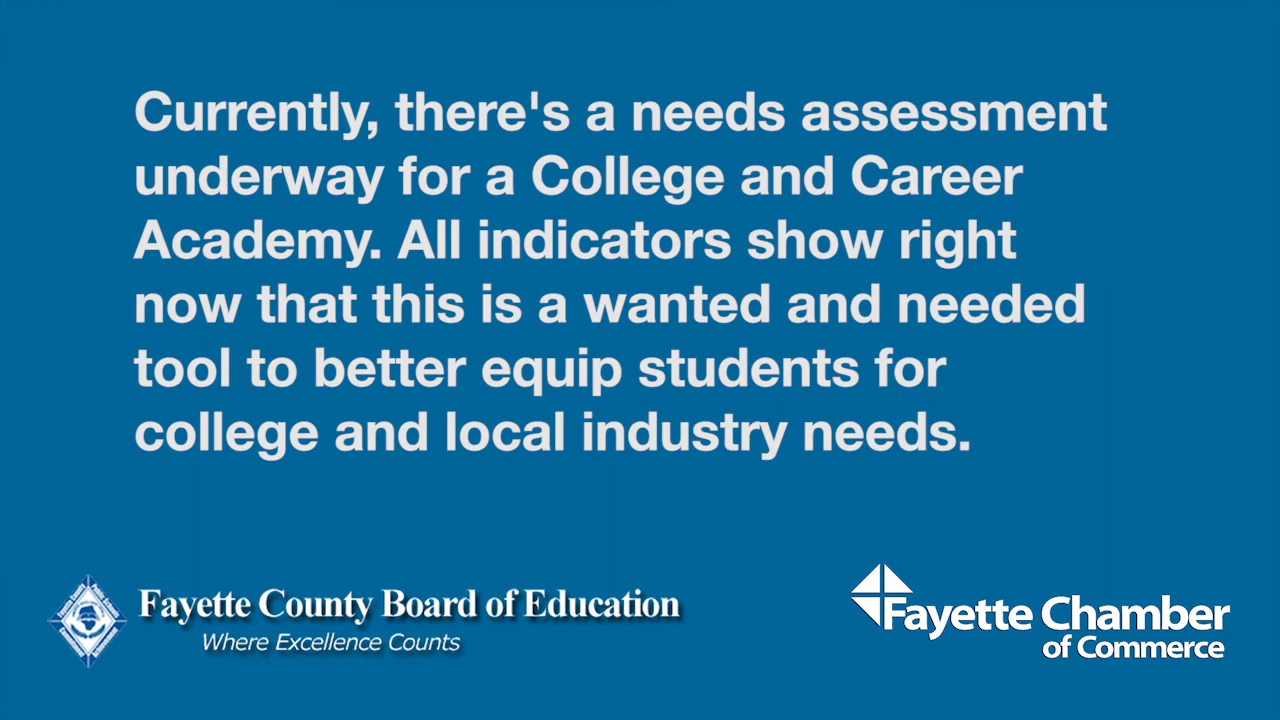 Currently, there's a needs assessment
underway for a College and Career
Academy. All indicators show right
now that this is a wanted and needed
tool to better equip students for
college and local industry needs.
Fayette County Board of Education
Where Excellence Counts
Fayette Chamber
of Commerce